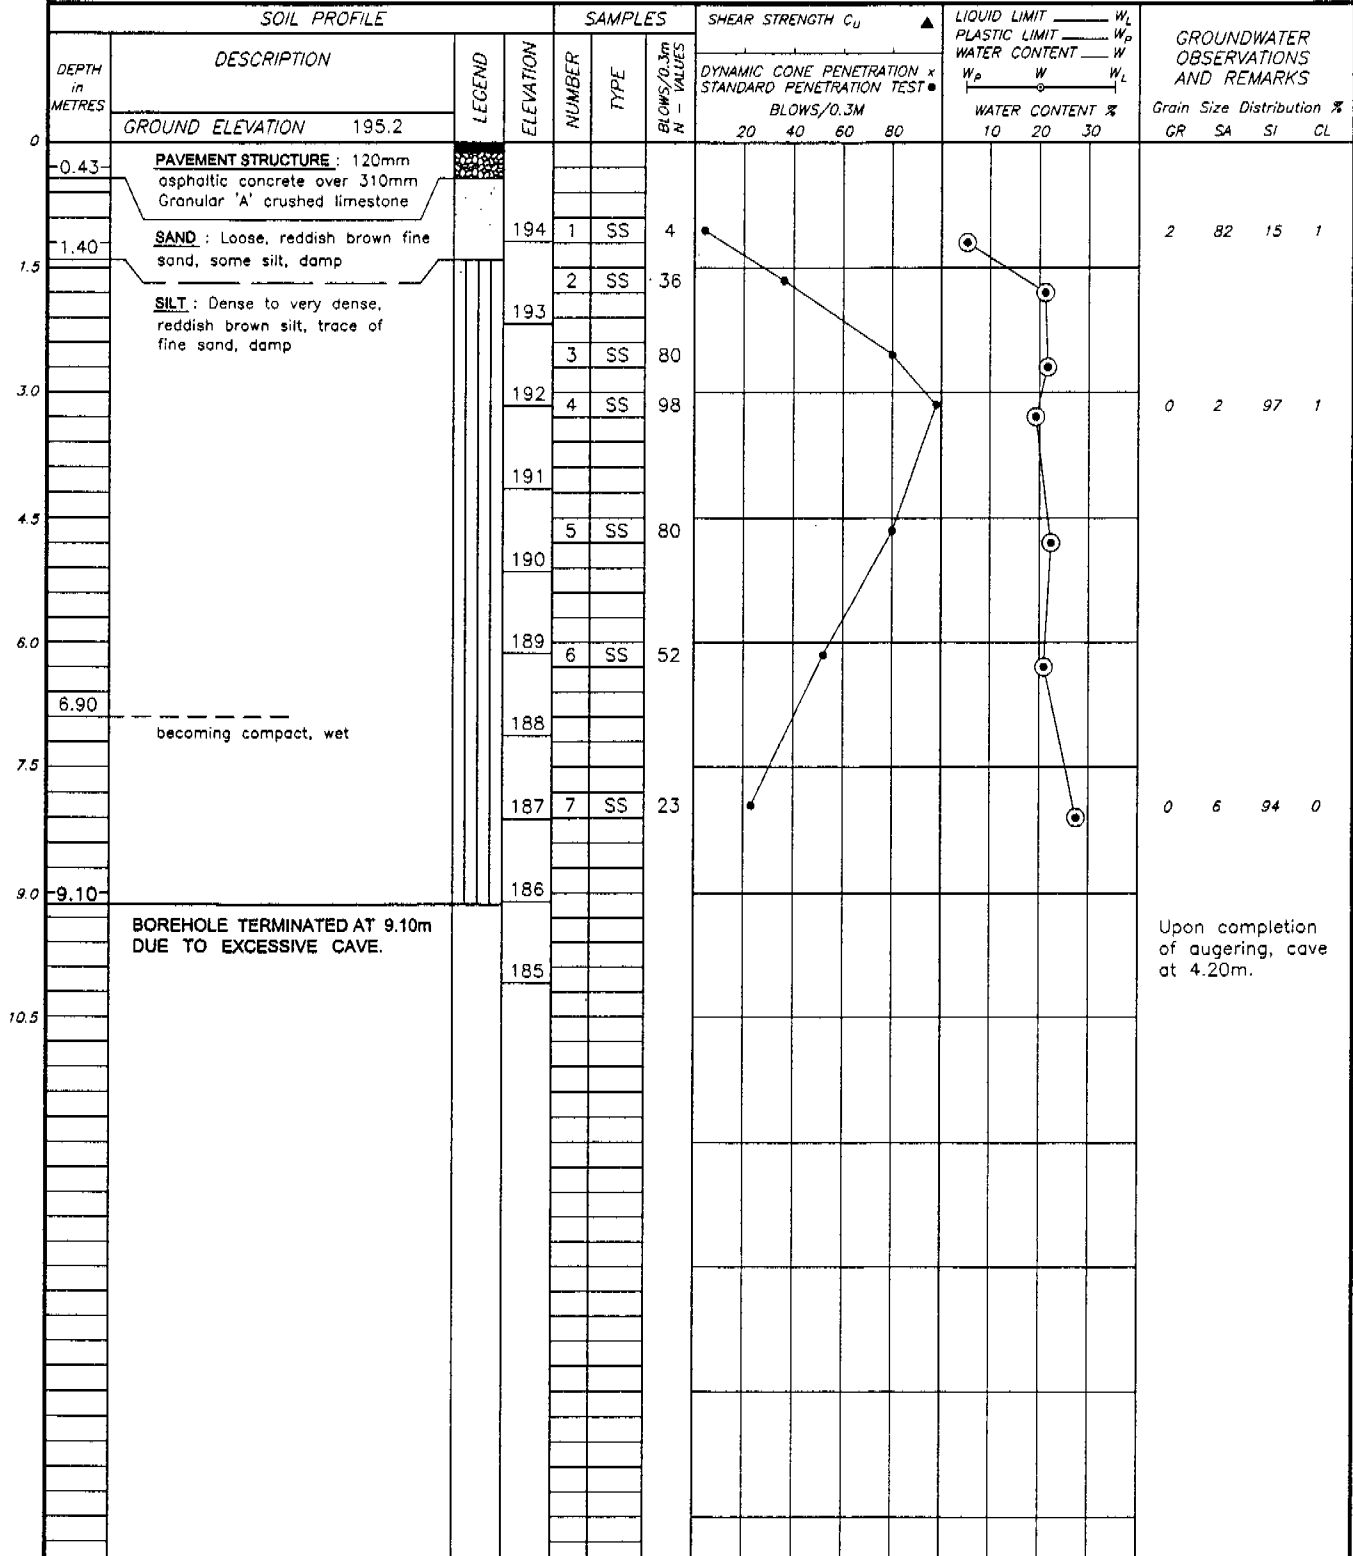 SOIL PROFILE
SAMPLES
SHEAR STRENGTH Cu ▲
LIQUID LIMIT ______ WL
PLASTIC LIMIT ______ WP
WATER CONTENT ___ W
WP W WL
WATER CONTENT %
10 20 30
GROUNDWATER
OBSERVATIONS
AND REMARKS
Grain Size Distribution %
GR SA SI CL
DEPTH
in
METRES
DESCRIPTION
LEGEND
ELEVATION
NUMBER
TYPE
BLOWS/0.3m
N - VALUES
DYNAMIC CONE PENETRATION ×
STANDARD PENETRATION TEST ●
BLOWS/0.3M
20 40 60 80
GROUND ELEVATION 195.2
0
0.43
PAVEMENT STRUCTURE : 120mm
asphaltic concrete over 310mm
Granular 'A' crushed limestone
194 1 SS 4
2 82 15 1
1.40
SAND : Loose, reddish brown fine
sand, some silt, damp
1.5
2 SS 36
SILT : Dense to very dense,
reddish brown silt, trace of
fine sand, damp
193
3 SS 80
3.0
192
4 SS 98
0 2 97 1
191
4.5
5 SS 80
190
6.0
189
6 SS 52
6.90
188
becoming compact, wet
7.5
187 7 SS 23
0 6 94 0
9.0
9.10
186
BOREHOLE TERMINATED AT 9.10m
DUE TO EXCESSIVE CAVE.
Upon completion
of augering, cave
at 4.20m.
185
10.5